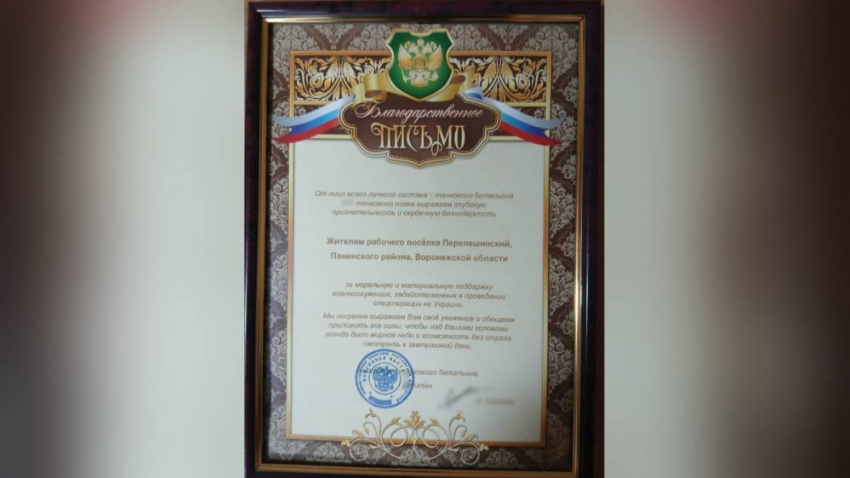 Благодарственное
ПИСЬМО
От лица всего личного состава танкового батальона
танкового полка выражаем глубокую
признательность и сердечную благодарность
Жителям рабочего посёлка Перелешинский,
Панинского района, Воронежской области
за моральную и материальную поддержку
военнослужащих, задействованных в проведении
спецоперации на Украине.
Мы искренне выражаем Вам своё уважение и обещаем
приложить все силы, чтобы над Вашими головами
всегда было мирное небо и возможность без страха
смотреть в завтрашний день.
батальона